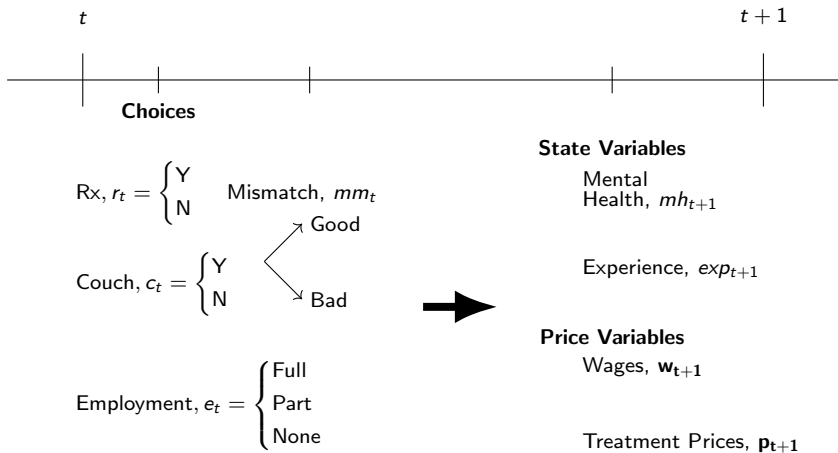 t
t + 1
Choices
Rx, r_t = { Y
N
Mismatch, mm_t
Good
Bad
Couch, c_t = { Y
N
Employment, e_t = { Full
Part
None
State Variables
Mental
Health, mh_{t+1}
Experience, exp_{t+1}
Price Variables
Wages, w_{t+1}
Treatment Prices, p_{t+1}